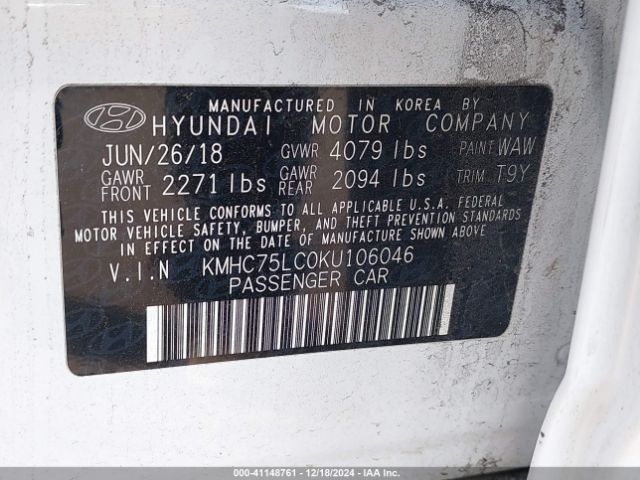 MANUFACTURED IN KOREA BY
HYUNDAI MOTOR COMPANY
JUN/26/18 GVWR 4079 lbs PAINT WAW
GAWR FRONT 2271 lbs GAWR REAR 2094 lbs TRIM T9Y
THIS VEHICLE CONFORMS TO ALL APPLICABLE U.S.A. FEDERAL
MOTOR VEHICLE SAFETY, BUMPER, AND THEFT PREVENTION STANDARDS
IN EFFECT ON THE DATE OF MANUFACTURE SHOWN ABOVE
V.I.N KMHC75LC0KU106046
PASSENGER CAR
000-41148761 - 12/18/2024 - IAA Inc.